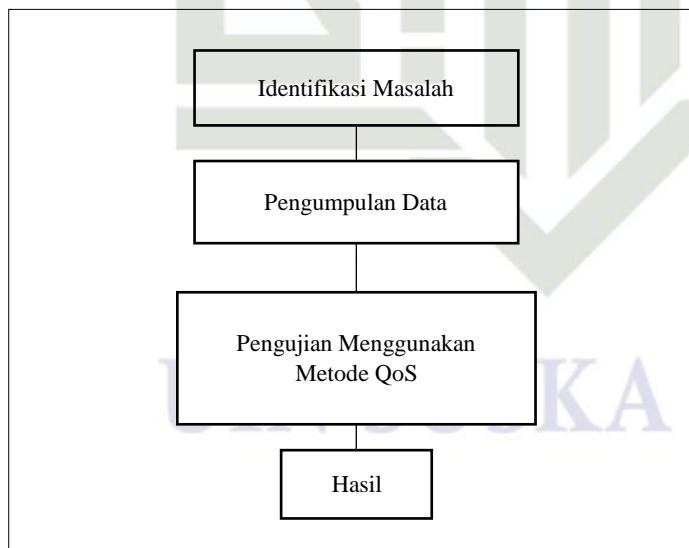 Identifikasi Masalah
Pengumpulan Data
Pengujian Menggunakan
Metode QoS
Hasil